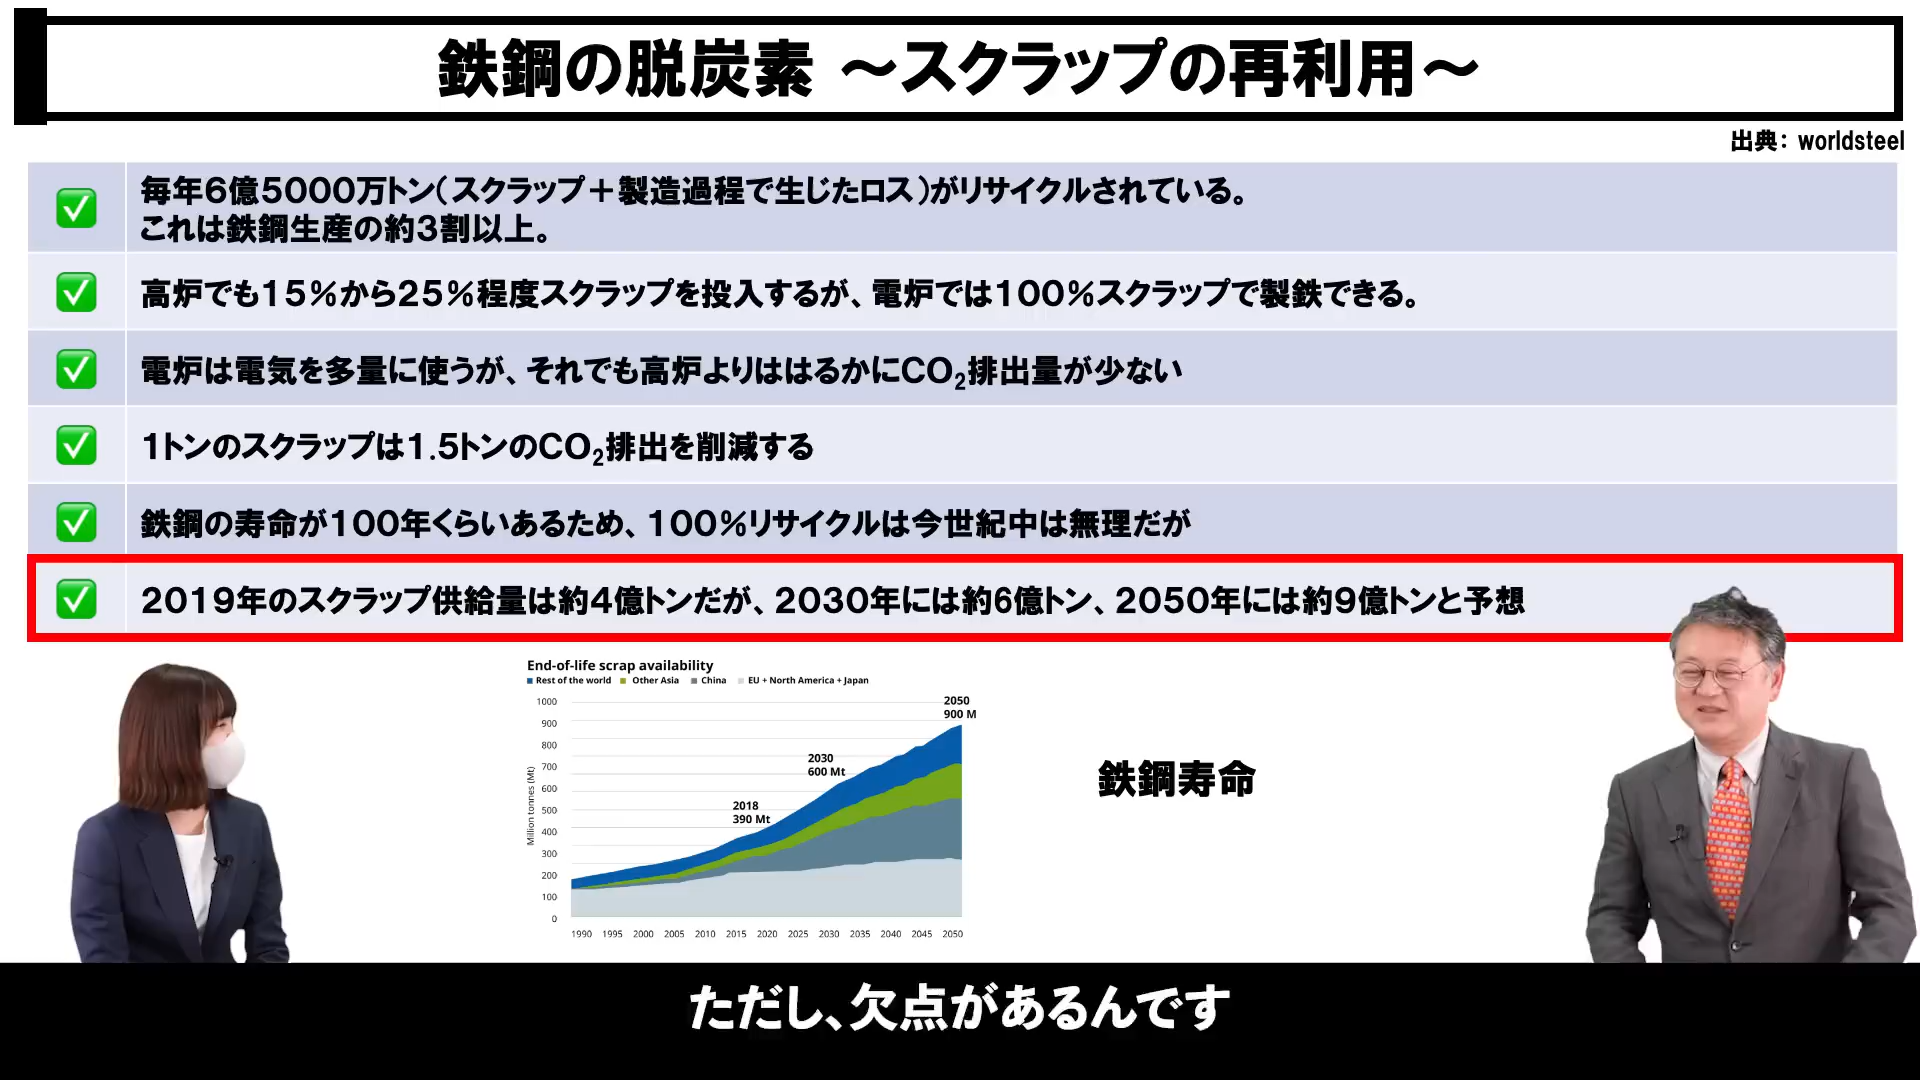 鉄鋼の脱炭素 ～スクラップの再利用～
出典： worldsteel
毎年6億5000万トン（スクラップ＋製造過程で生じたロス）がリサイクルされている。
これは鉄鋼生産の約3割以上。
高炉でも15％から25％程度スクラップを投入するが、電炉では100％スクラップで製鉄できる。
電炉は電気を多量に使うが、それでも高炉よりははるかにCO₂排出量が少ない
1トンのスクラップは1.5トンのCO₂排出を削減する
鉄鋼の寿命が100年くらいあるため、100％リサイクルは今世紀中は無理だが
2019年のスクラップ供給量は約4億トンだが、2030年には約6億トン、2050年には約9億トンと予想
End-of-life scrap availability
Rest of the world Other Asia China EU + North America + Japan
Million tonnes (Mt)
1000
900
800
700
600
500
400
300
200
100
0
2018
390 Mt
2030
600 Mt
2050
900 M
1990 1995 2000 2005 2010 2015 2020 2025 2030 2035 2040 2045 2050
鉄鋼寿命
ただし、欠点があるんです